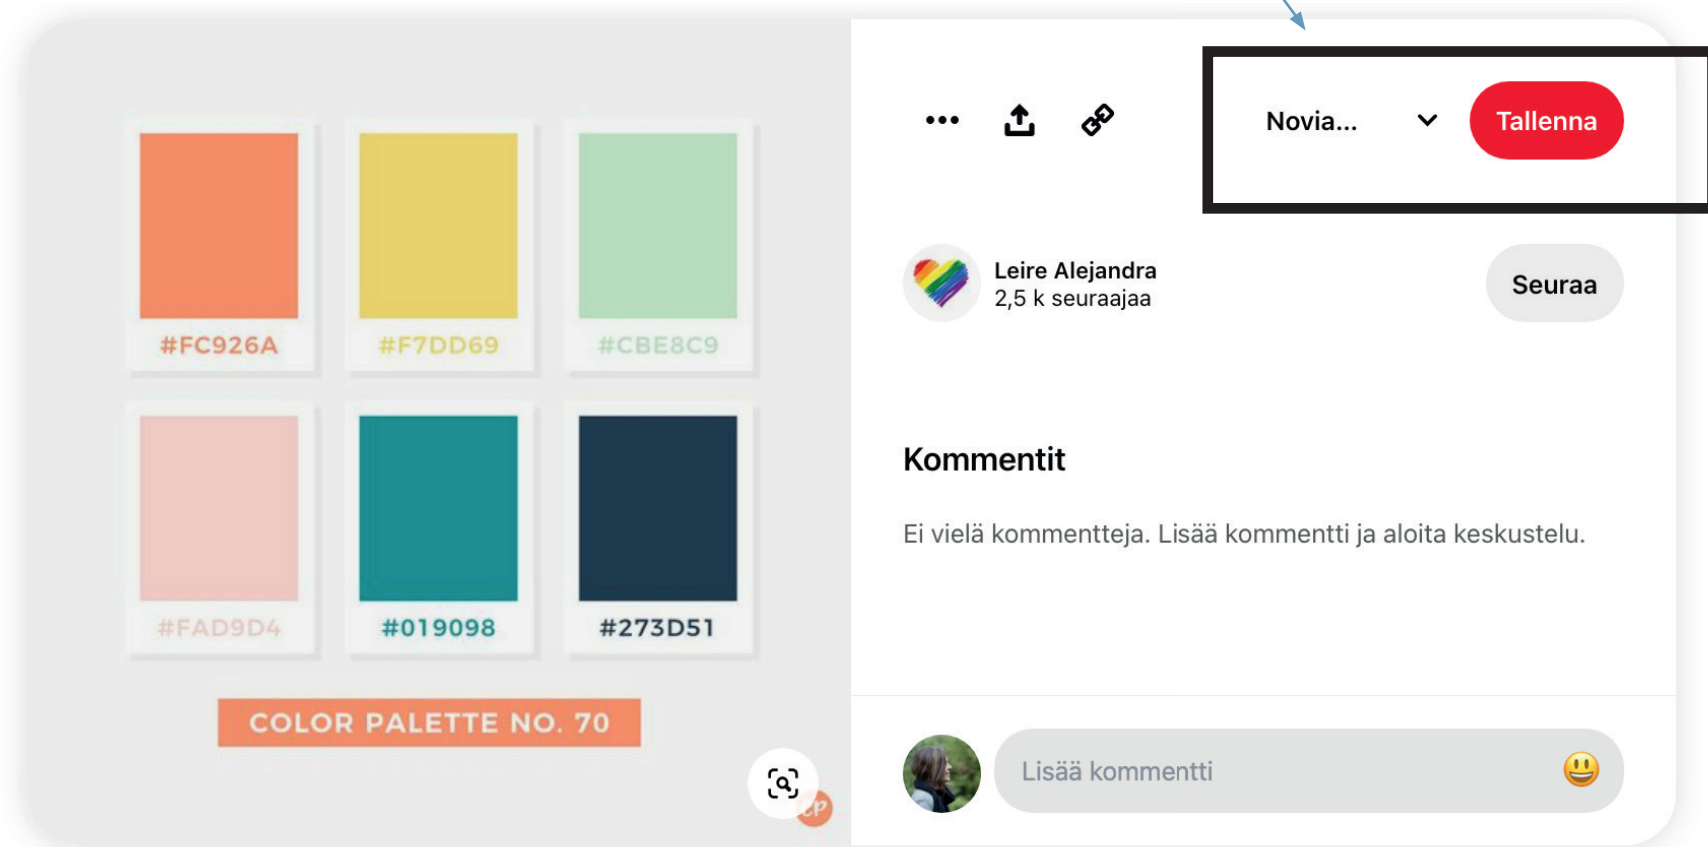 #FC926A
#F7DD69
#CBE8C9
#FAD9D4
#019098
#273D51
COLOR PALETTE NO. 70
CP
Novia...
Tallenna
Leire Alejandra
2,5 k seuraajaa
Seuraa
Kommentit
Ei vielä kommentteja. Lisää kommentti ja aloita keskustelu.
Lisää kommentti